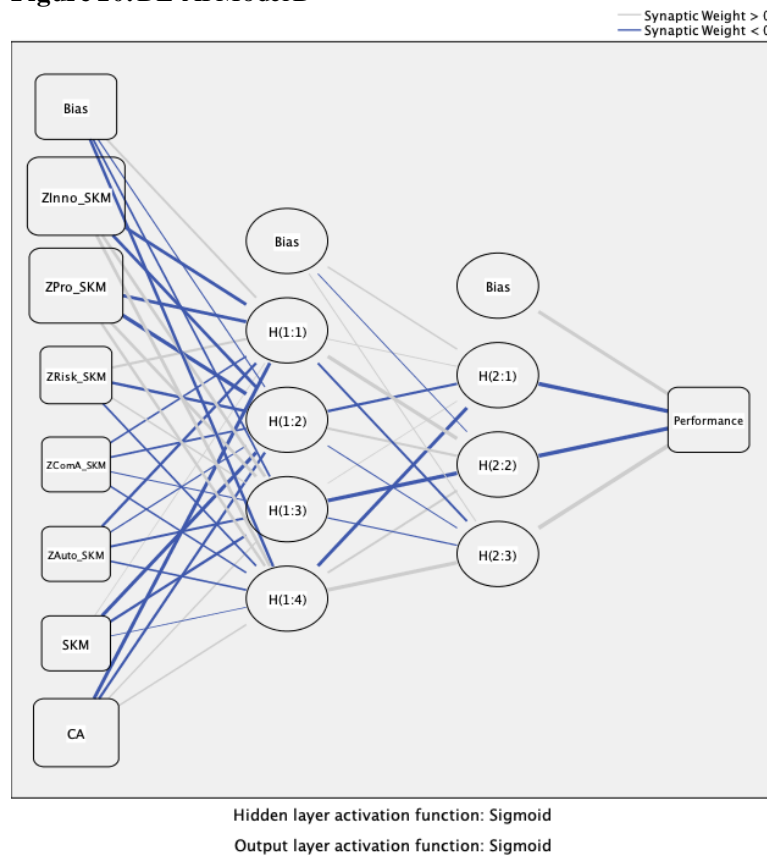 Synaptic Weight > 0
Synaptic Weight < 0
Bias
ZInno_SKM
ZPro_SKM
ZRisk_SKM
ZComA_SKM
ZAuto_SKM
SKM
CA
Bias
H(1:1)
H(1:2)
H(1:3)
H(1:4)
Bias
H(2:1)
H(2:2)
H(2:3)
Performance
Hidden layer activation function: Sigmoid
Output layer activation function: Sigmoid